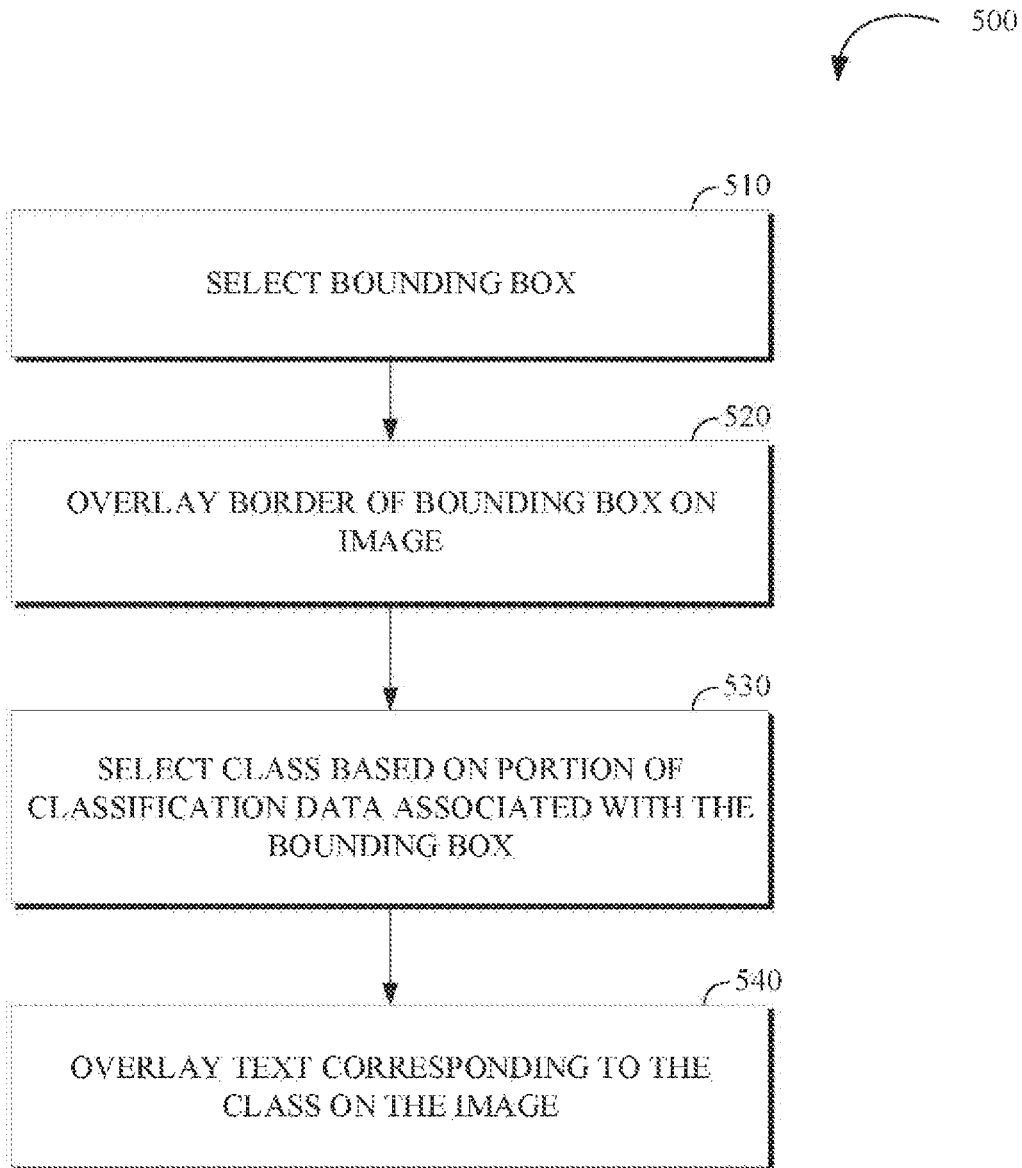 500
510
SELECT BOUNDING BOX
520
OVERLAY BORDER OF BOUNDING BOX ON
IMAGE
530
SELECT CLASS BASED ON PORTION OF
CLASSIFICATION DATA ASSOCIATED WITH THE
BOUNDING BOX
540
OVERLAY TEXT CORRESPONDING TO THE
CLASS ON THE IMAGE